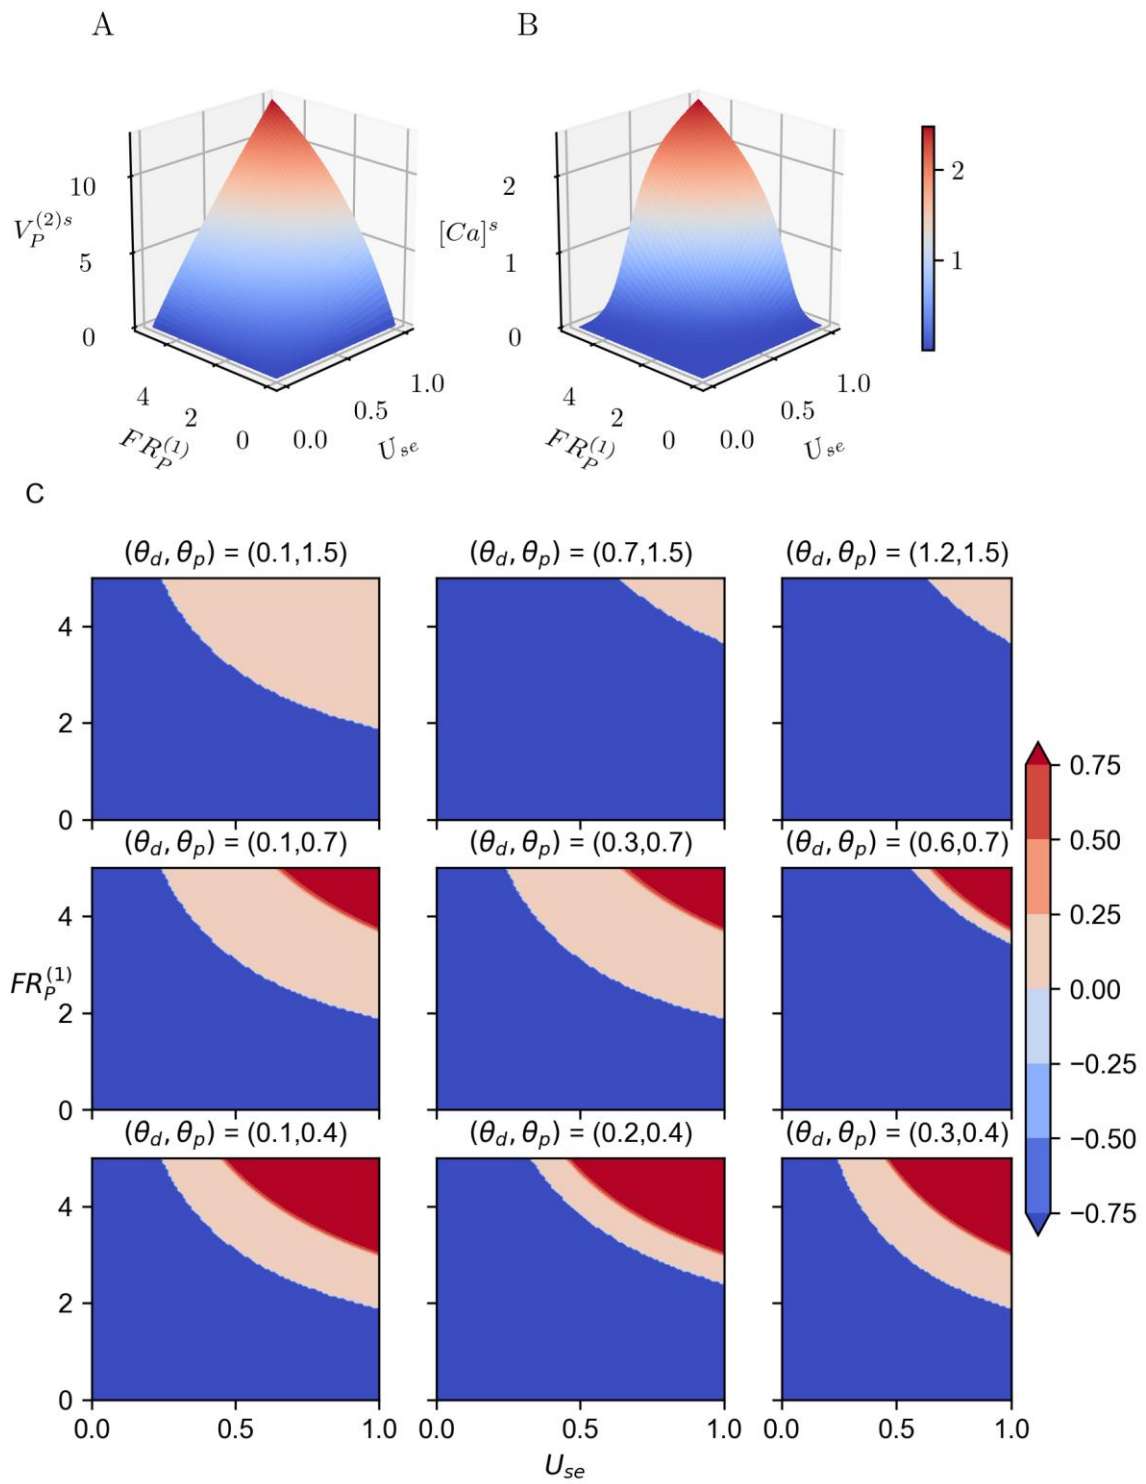 A
B
V_P^{(2)s}
10
5
0
4
2
0
FR_P^{(1)}
0.0
0.5
1.0
U_{se}
[Ca]^s
2
1
0
4
2
0
FR_P^{(1)}
0.0
0.5
1.0
U_{se}
2
1
C
(θ_d, θ_p) = (0.1,1.5)
(θ_d, θ_p) = (0.7,1.5)
(θ_d, θ_p) = (1.2,1.5)
4
2
0
(θ_d, θ_p) = (0.1,0.7)
(θ_d, θ_p) = (0.3,0.7)
(θ_d, θ_p) = (0.6,0.7)
4
FR_P^{(1)}
2
0
(θ_d, θ_p) = (0.1,0.4)
(θ_d, θ_p) = (0.2,0.4)
(θ_d, θ_p) = (0.3,0.4)
4
2
0
0.0 0.5 1.0
0.0 0.5 1.0
0.0 0.5 1.0
U_{se}
0.75
0.50
0.25
0.00
−0.25
−0.50
−0.75